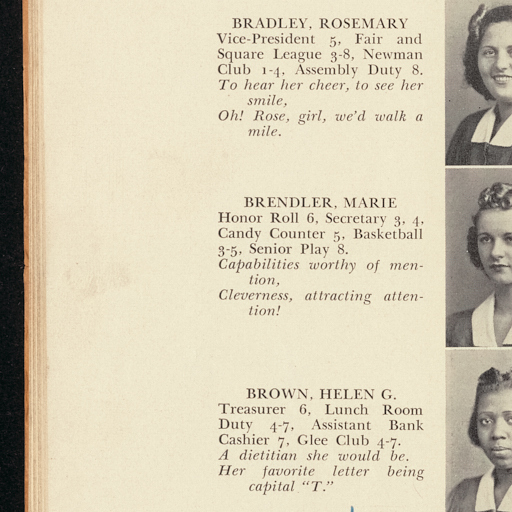 BRADLEY, ROSEMARY
Vice-President 5, Fair and
Square League 3-8, Newman
Club 1-4, Assembly Duty 8.
To hear her cheer, to see her
smile,
Oh! Rose, girl, we'd walk a
mile.
BRENDLER, MARIE
Honor Roll 6, Secretary 3, 4,
Candy Counter 5, Basketball
3-5, Senior Play 8.
Capabilities worthy of men-
tion,
Cleverness, attracting atten-
tion!
BROWN, HELEN G.
Treasurer 6, Lunch Room
Duty 4-7, Assistant Bank
Cashier 7, Glee Club 4-7.
A dietitian she would be.
Her favorite letter being
capital "T."